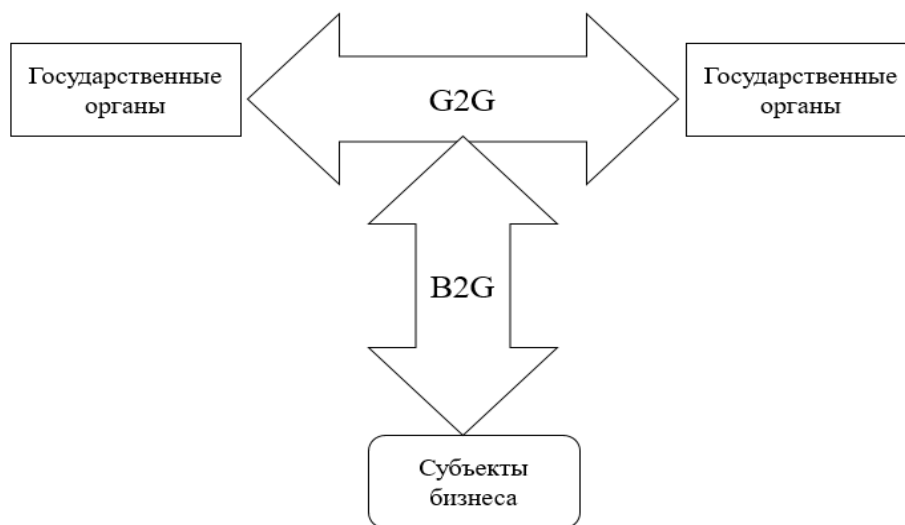 Государственные
органы
G2G
Государственные
органы
B2G
Субъекты
бизнеса